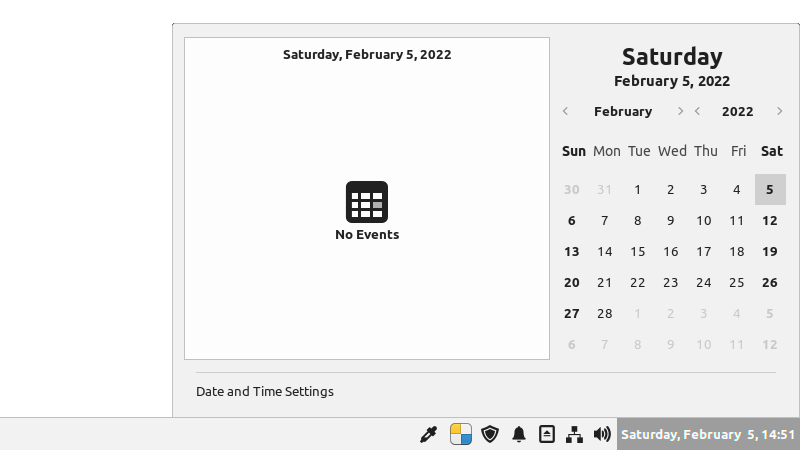 Saturday, February 5, 2022
No Events
Saturday
February 5, 2022
February 2022
Sun Mon Tue Wed Thu Fri Sat
30 31 1 2 3 4 5
6 7 8 9 10 11 12
13 14 15 16 17 18 19
20 21 22 23 24 25 26
27 28 1 2 3 4 5
6 7 8 9 10 11 12
Date and Time Settings
Saturday, February 5, 14:51